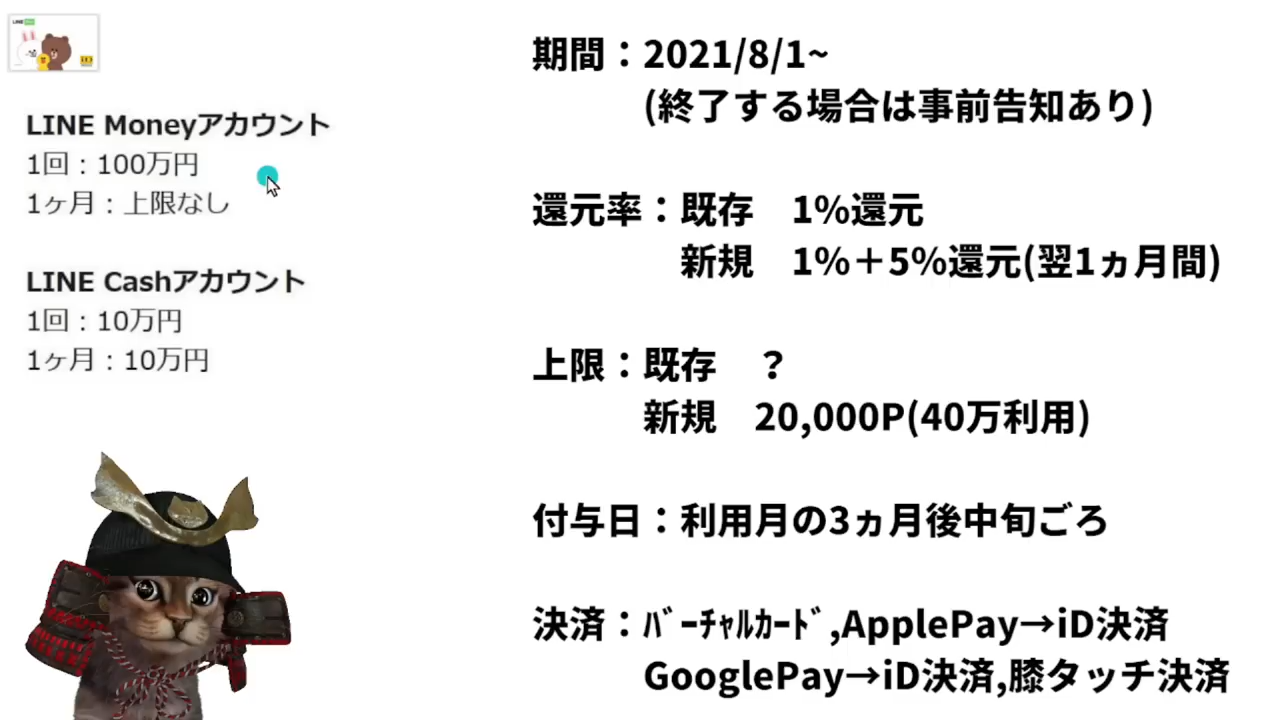 LINE Moneyアカウント
1回：100万円
1ヶ月：上限なし
LINE Cashアカウント
1回：10万円
1ヶ月：10万円
期間：2021/8/1~
(終了する場合は事前告知あり)
還元率：既存　1%還元
新規　1%＋5%還元(翌1ヵ月間)
上限：既存　？
新規　20,000P(40万利用)
付与日：利用月の3ヵ月後中旬ごろ
決済：ﾊﾞｰﾁｬﾙｶｰﾄﾞ,ApplePay→iD決済
GooglePay→iD決済,膝タッチ決済